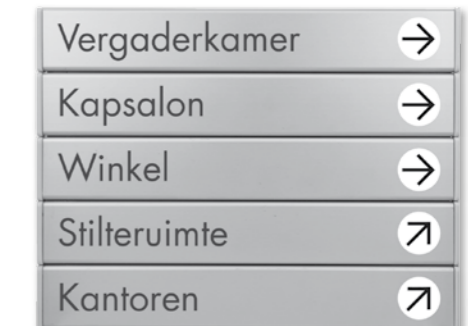 Vergaderkamer
Kapsalon
Winkel
Stilteruimte
Kantoren